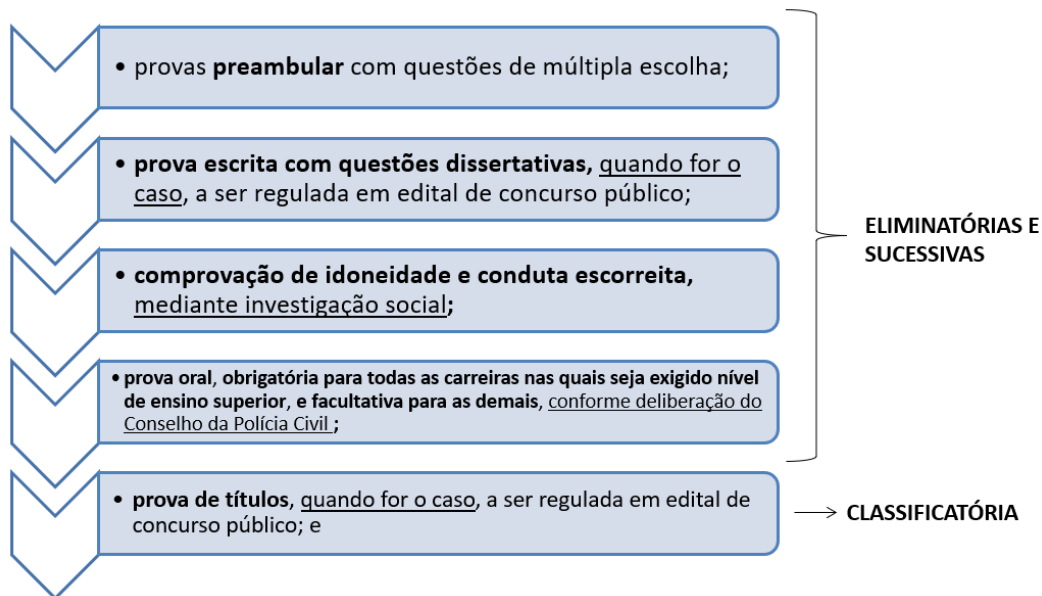 • provas preambular com questões de múltipla escolha;
• prova escrita com questões dissertativas, quando for o
caso, a ser regulada em edital de concurso público;
• comprovação de idoneidade e conduta escorreita,
mediante investigação social;
• prova oral, obrigatória para todas as carreiras nas quais seja exigido nível
de ensino superior, e facultativa para as demais, conforme deliberação do
Conselho da Polícia Civil ;
ELIMINATÓRIAS E
SUCESSIVAS
• prova de títulos, quando for o caso, a ser regulada em edital de
concurso público; e
CLASSIFICATÓRIA